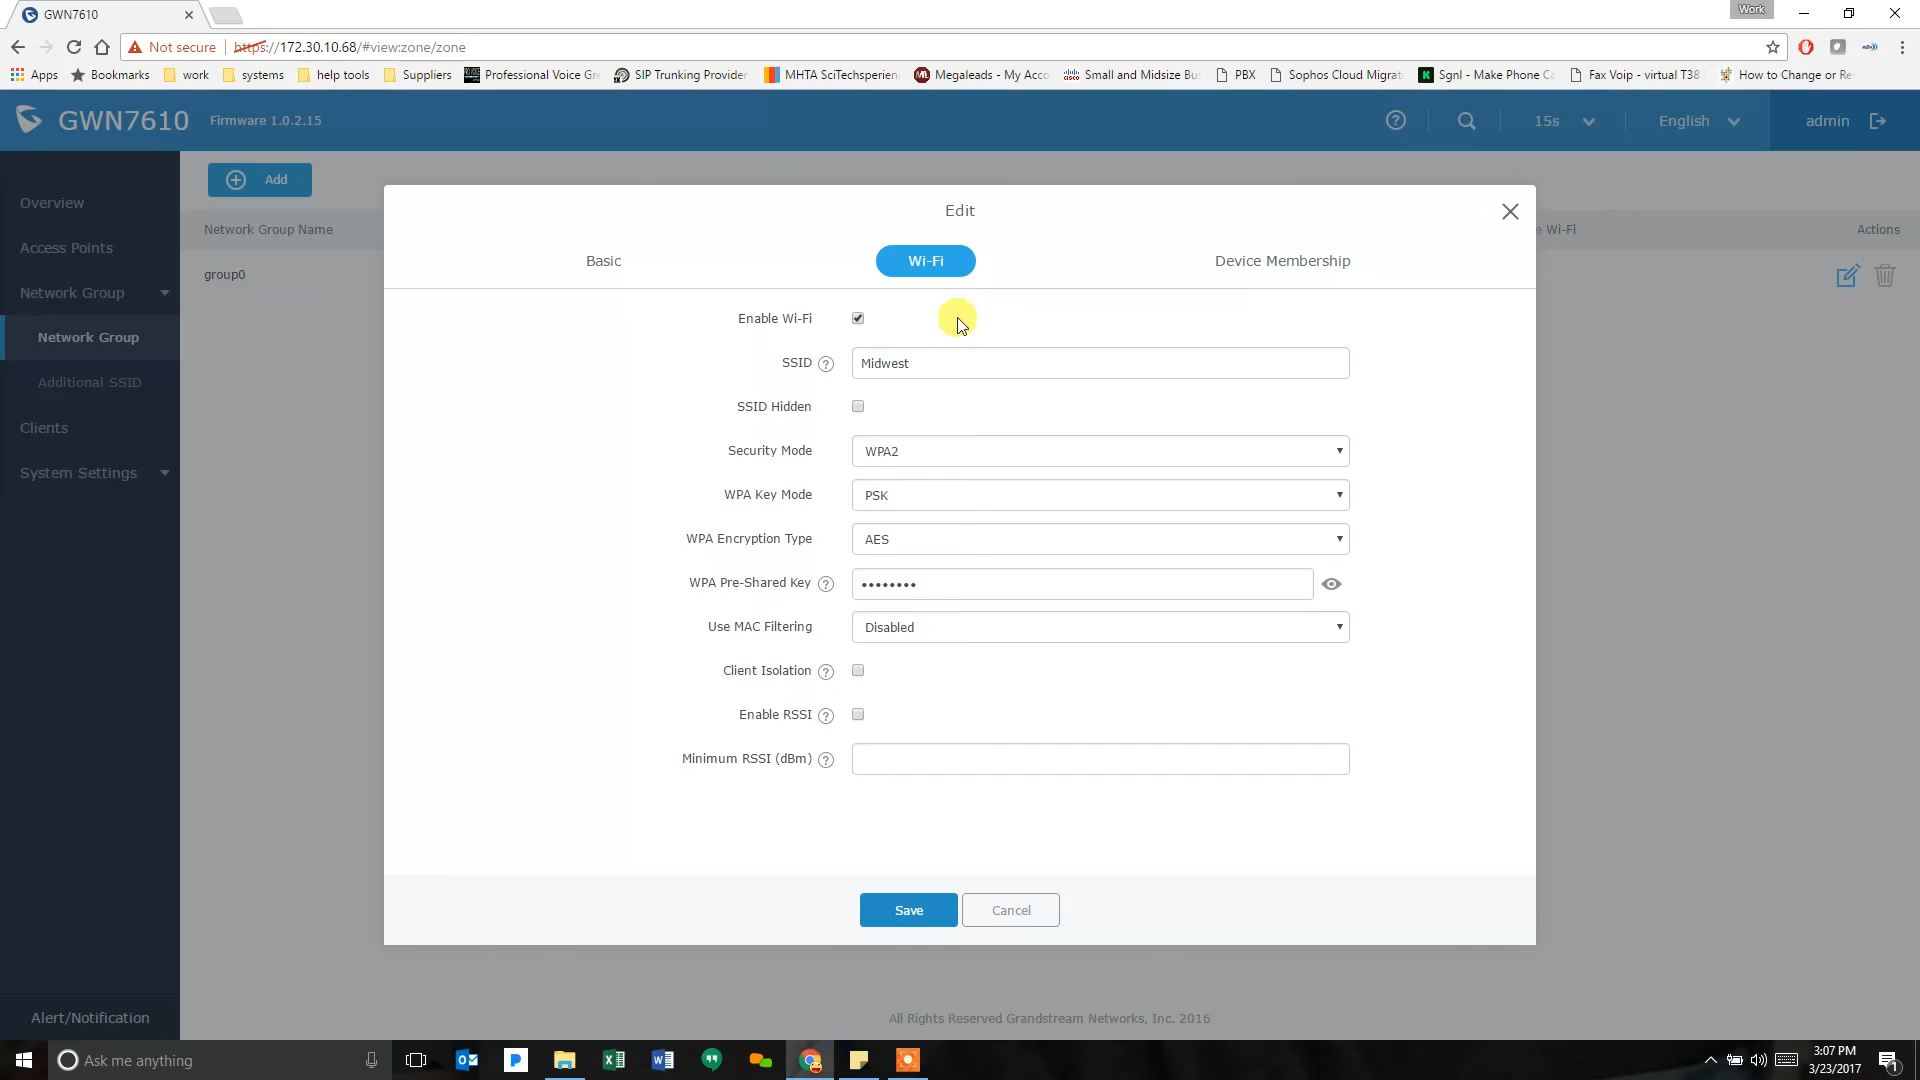 GWN7610
Work
Not secure https://172.30.10.68/#view:zone/zone
Apps Bookmarks work systems help tools Suppliers Professional Voice Gre SIP Trunking Provider MHTA SciTechsperien Megaleads - My Acco Small and Midsize Bu PBX Sophos Cloud Migrat Sgnl - Make Phone Ca Fax Voip - virtual T38 How to Change or Re
GWN7610 Firmware 1.0.2.15 15s English admin
Add
Overview
Access Points
Network Group
Network Group
Additional SSID
Clients
System Settings
Alert/Notification
Network Group Name e Wi-Fi Actions
group0
Edit
Basic Wi-Fi Device Membership
Enable Wi-Fi
SSID ? Midwest
SSID Hidden
Security Mode WPA2
WPA Key Mode PSK
WPA Encryption Type AES
WPA Pre-Shared Key ? ••••••••
Use MAC Filtering Disabled
Client Isolation ?
Enable RSSI ?
Minimum RSSI (dBm) ?
Save Cancel
All Rights Reserved Grandstream Networks, Inc. 2016
Ask me anything
3:07 PM
3/23/2017
1